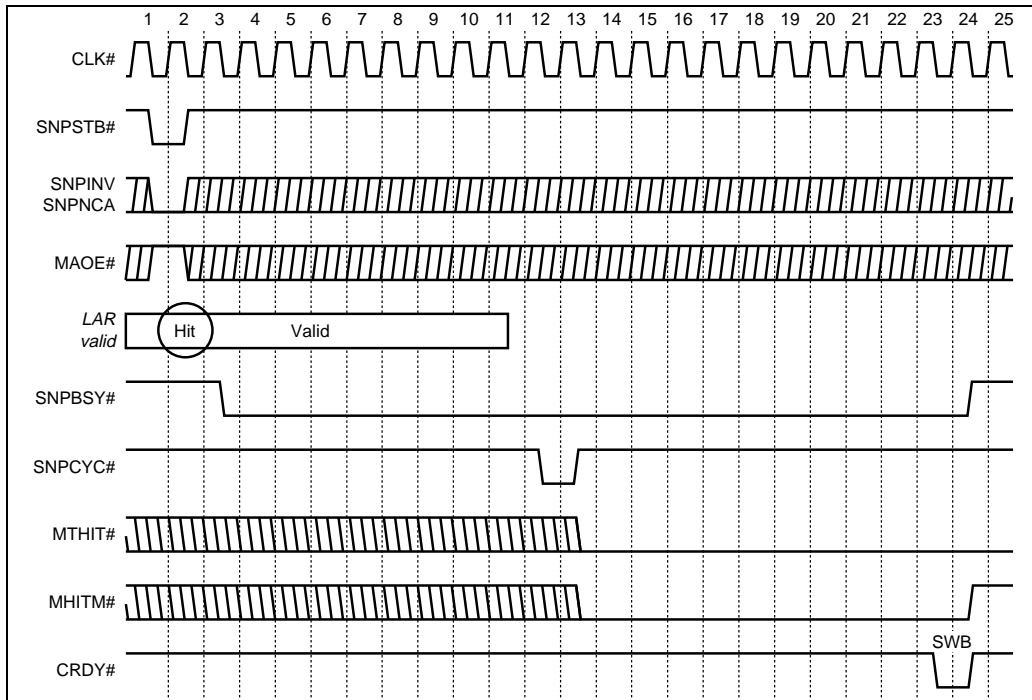 1 2 3 4 5 6 7 8 9 10 11 12 13 14 15 16 17 18 19 20 21 22 23 24 25
CLK#
SNPSTB#
SNPINV
SNPNCA
MAOE#
LAR
valid
Hit
Valid
SNPBSY#
SNPCYC#
MTHIT#
MHITM#
SWB
CRDY#